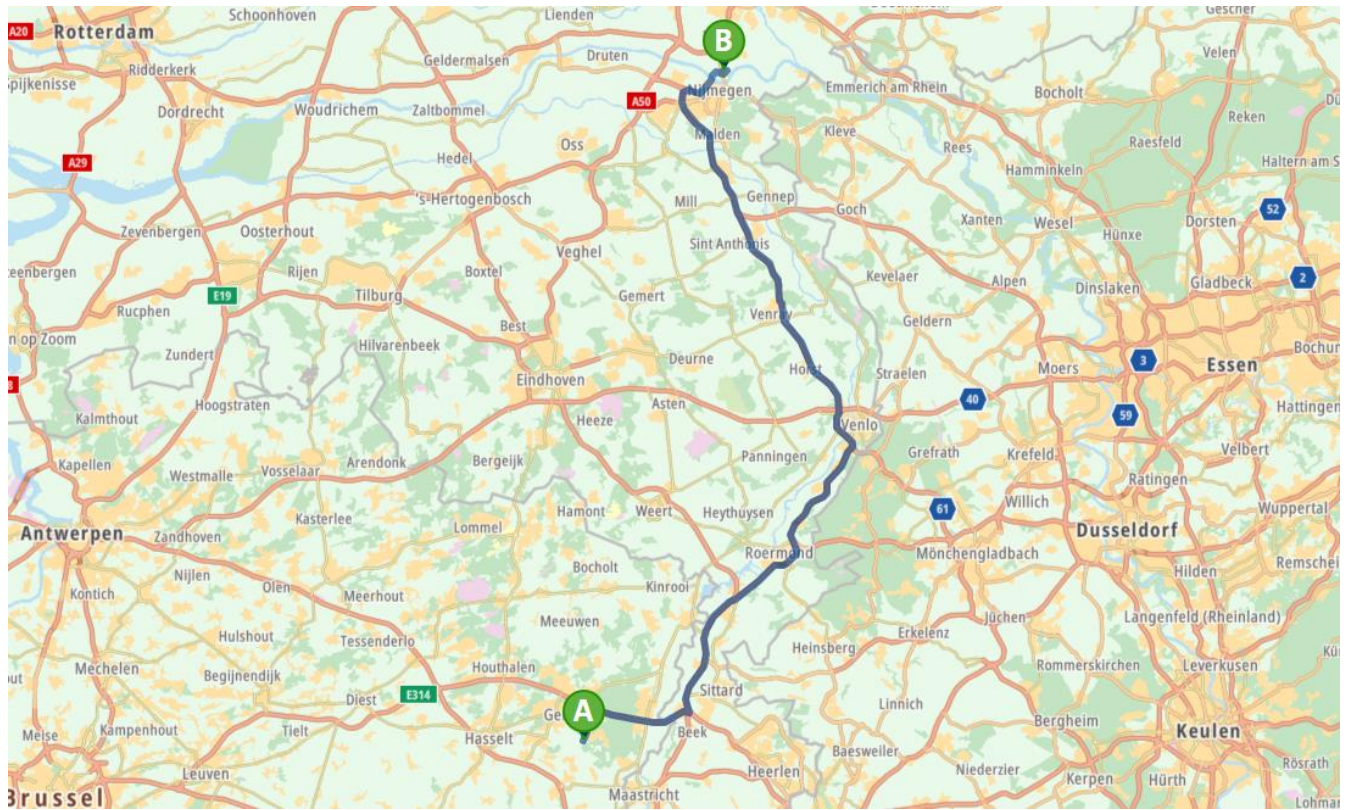 Schoonhoven
Lienden
Gescher
A20
Rotterdam
B
Velen
Geldermalsen
Druten
Spijkenisse
Ridderkerk
Nijmegen
Emmerich am Rhein
Bocholt
Dordrecht
Woudrichem
Zaltbommel
A50
Reken
Malden
Kleve
Raesfeld
Oss
Rees
A29
Hedel
Hamminkeln
Haltern am S
's-Hertogenbosch
Mill
Gennep
Goch
Xanten
Wesel
Dorsten
52
Zevenbergen
Oosterhout
Hünxe
Sint Anthonis
Veghel
eenbergen
Rijen
Boxtel
Kevelaer
Alpen
Dinslaken
Gladbeck
2
E19
Tilburg
Gemert
Rucphen
Venray
Geldern
Best
n op Zoom
Zundert
Hilvarenbeek
Deurne
Bochu
Horst
Straelen
Moers
3
Essen
Eindhoven
Hoogstraten
Asten
40
Kalmthout
Heeze
Venlo
59
Hattingen
Kapellen
Westmalle
Vosselaar
Arendonk
Bergeijk
Panningen
Grefrath
Krefeld
Velbert
Ratingen
Willich
Antwerpen
Kasterlee
Lommel
Hamont
Weert
Heythuysen
61
Wuppertal
Zandhoven
Dusseldorf
Roermond
Mönchengladbach
Nijlen
Olen
Bocholt
Kinrooi
Hilden
Remschei
Kontich
Meerhout
Meeuwen
Jüchen
Langenfeld (Rheinland)
Hulshout
Tessenderlo
Heinsberg
Erkelenz
Mechelen
Begijnendijk
Houthalen
Rommerskirchen
Leverkusen
Sittard
Diest
E314
Linnich
A
Kampenhout
Tielt
Hasselt
Beek
Bergheim
Keulen
Meise
Baesweiler
Leuven
Heerlen
Niederzier
Kerpen
Hürth
Rösrath
Brussel
Maastricht
Lohmar